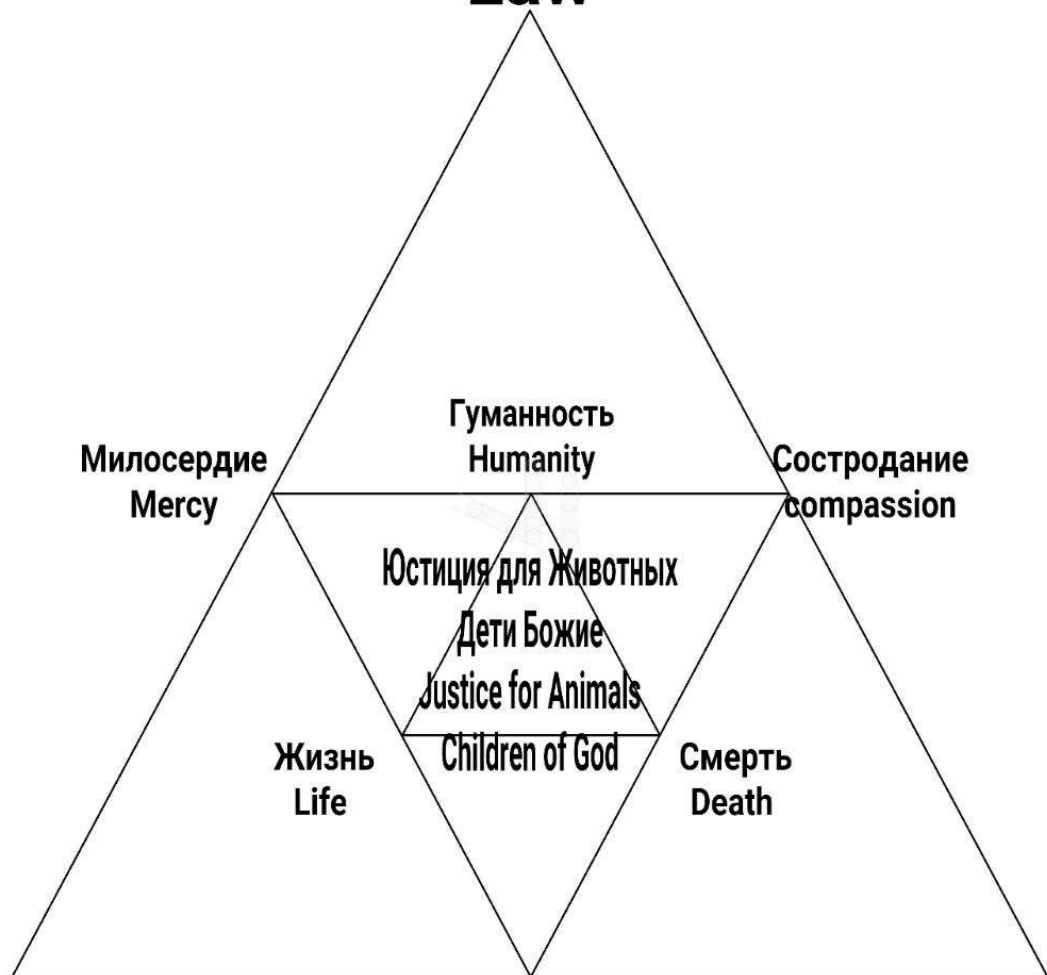 Law
Гуманность
Humanity
Милосердие
Mercy
Состродание
compassion
Юстиция для Животных
Дети Божие
Justice for Animals
Children of God
Жизнь
Life
Смерть
Death